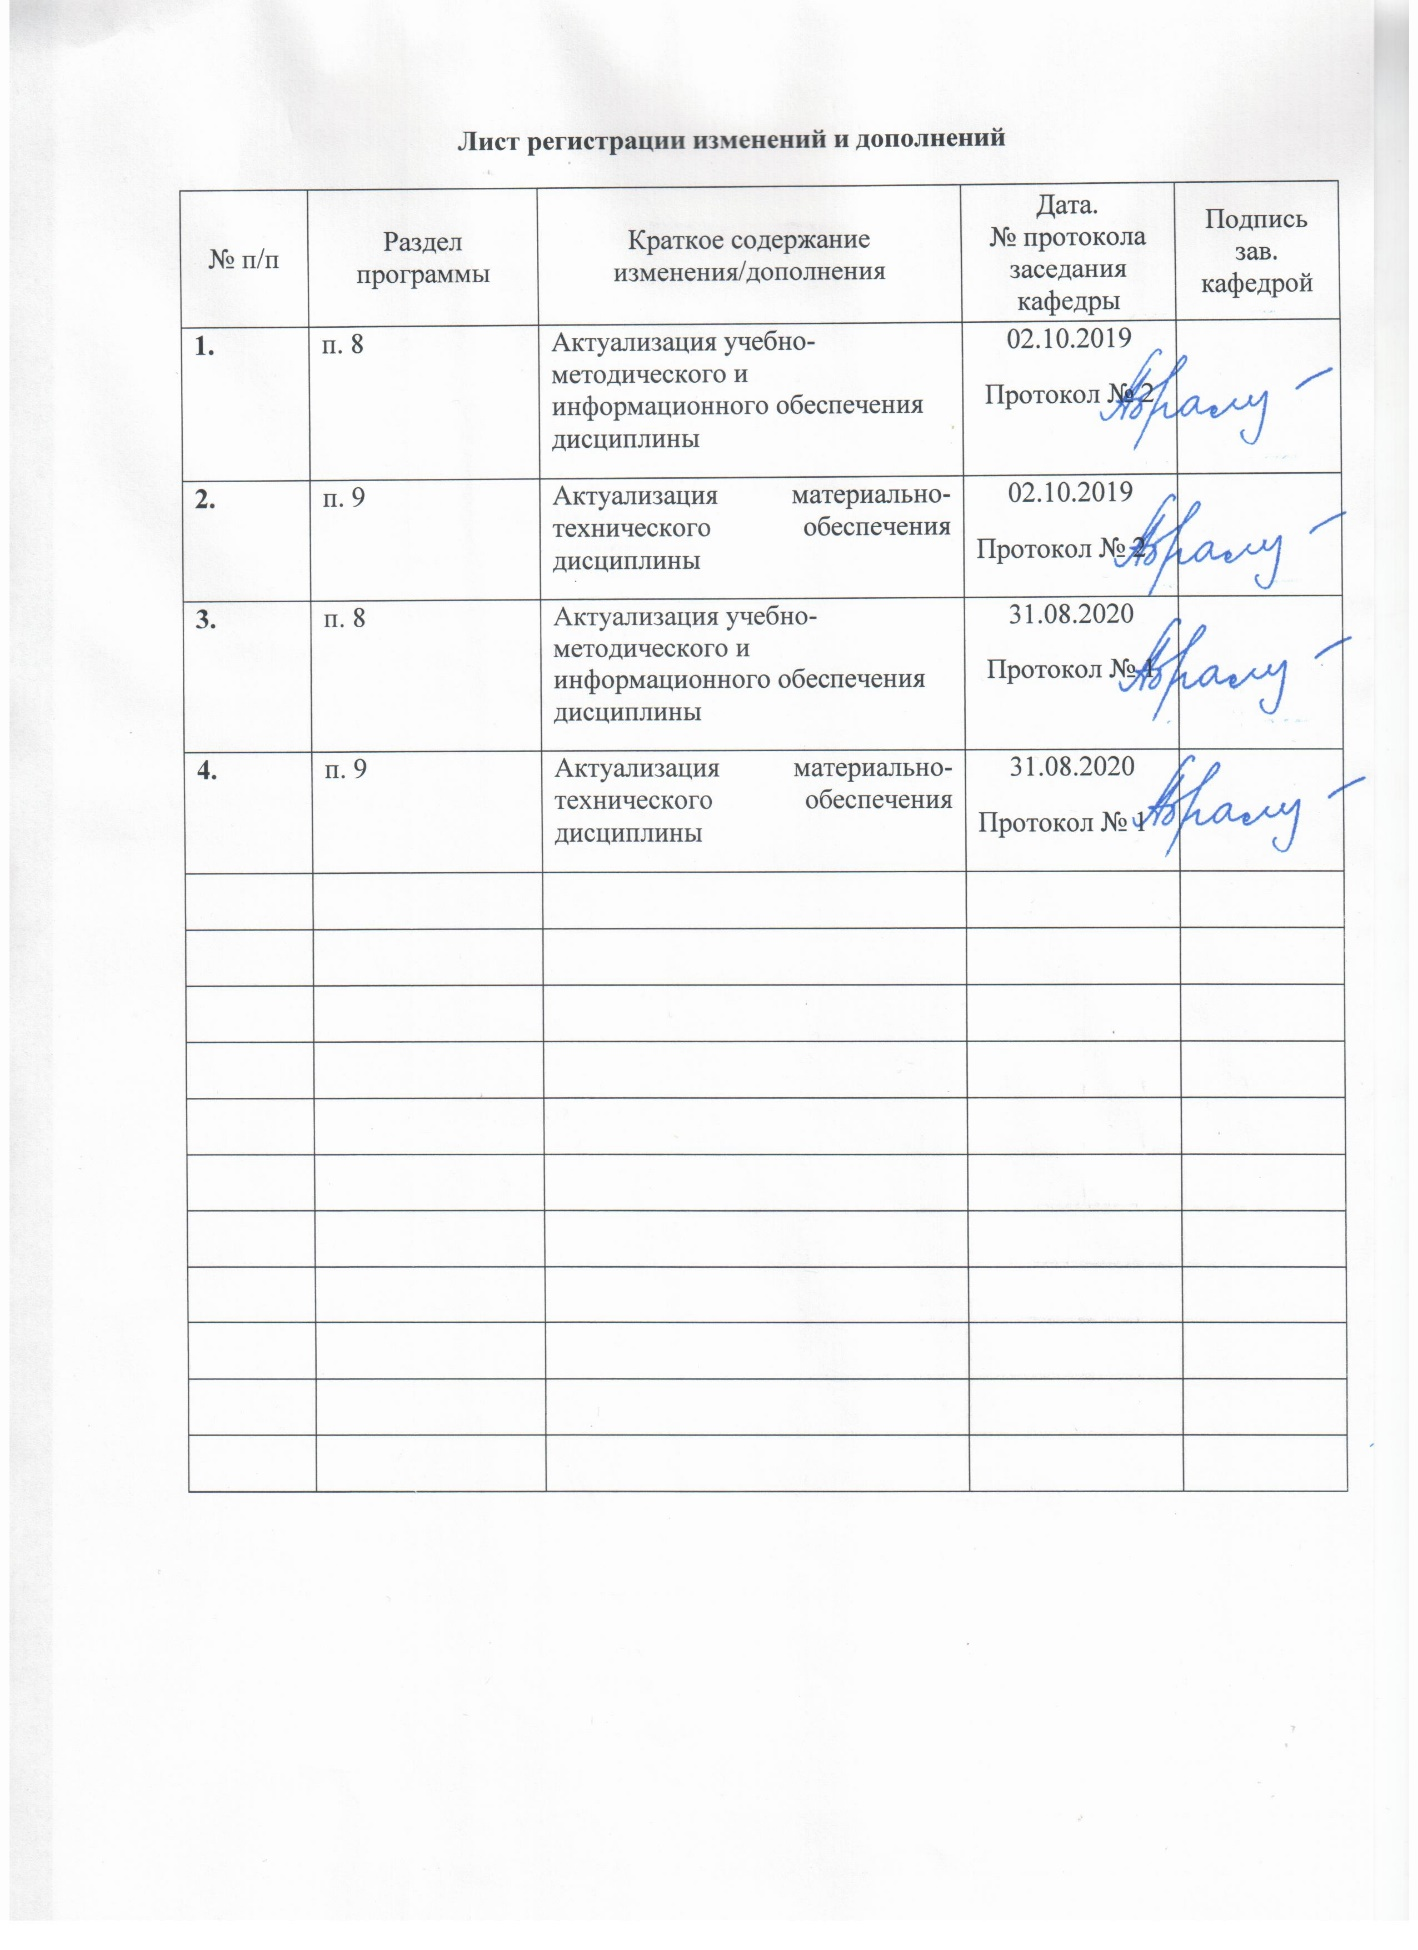 Лист регистрации изменений и дополнений
№ п/п
Раздел
программы
Краткое содержание
изменения/дополнения
Дата.
№ протокола
заседания
кафедры
Подпись
зав.
кафедрой
1.
п. 8
Актуализация учебно-
методического и
информационного обеспечения
дисциплины
02.10.2019
Протокол № 2
2.
п. 9
Актуализация материально-
технического обеспечения
дисциплины
02.10.2019
Протокол № 2
3.
п. 8
Актуализация учебно-
методического и
информационного обеспечения
дисциплины
31.08.2020
Протокол № 1
4.
п. 9
Актуализация материально-
технического обеспечения
дисциплины
31.08.2020
Протокол № 1